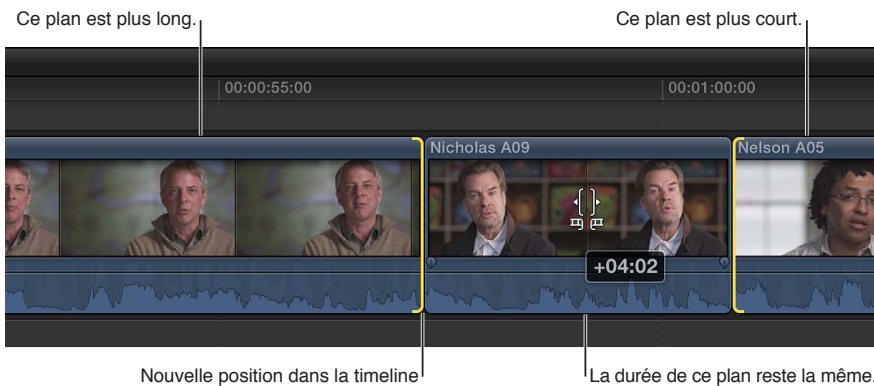 Ce plan est plus long.
Ce plan est plus court.
00:00:55:00
00:01:00:00
Nicholas A09
Nelson A05
+04:02
Nouvelle position dans la timeline
La durée de ce plan reste la même.